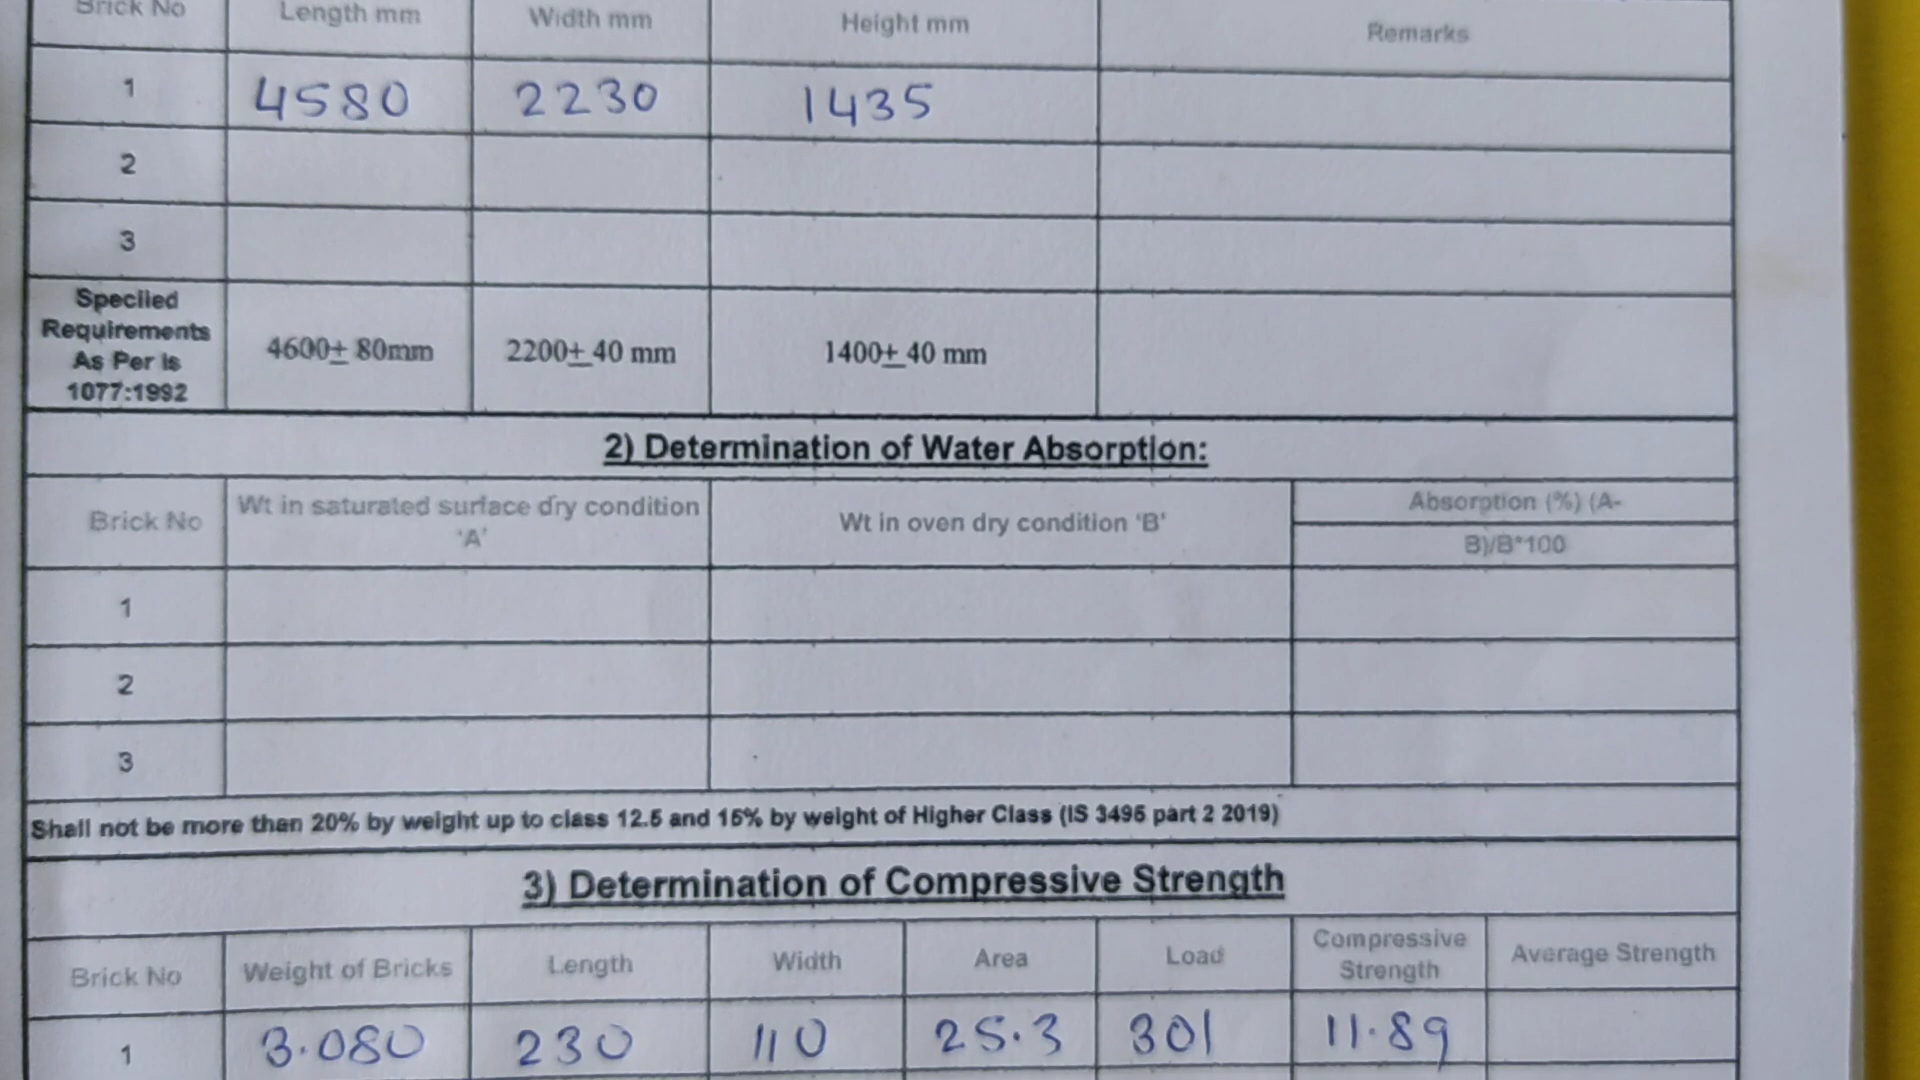 Brick No Length mm Width mm Height mm Remarks
1 4580 2230 1435
2
3
Speciied
Requirements
As Per is
1077:1992
4600± 80mm 2200± 40 mm 1400± 40 mm
2) Determination of Water Absorption:
Brick No Wt in saturated surface dry condition 'A' Wt in oven dry condition 'B' Absorption (%) (A-
B)/B*100
1
2
3
Shall not be more than 20% by weight up to class 12.5 and 15% by weight of Higher Class (IS 3495 part 2 2019)
3) Determination of Compressive Strength
Brick No Weight of Bricks Length Width Area Load Compressive Strength Average Strength
1 3.080 230 110 25.3 301 11.89